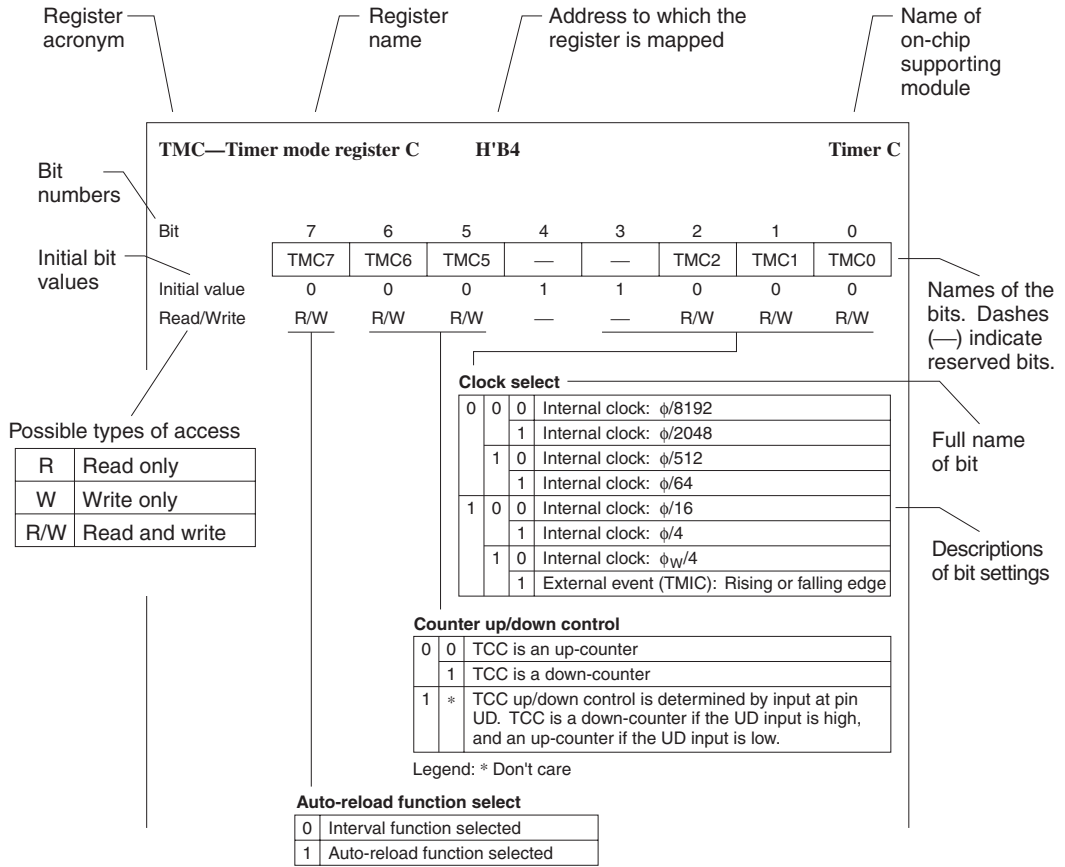 Register
acronym
Register
name
Address to which the
register is mapped
Name of
on-chip
supporting
module
TMC—Timer mode register C H'B4 Timer C
Bit
numbers
Bit 7 6 5 4 3 2 1 0
Initial bit
values
TMC7 TMC6 TMC5 — — TMC2 TMC1 TMC0
Initial value 0 0 0 1 1 0 0 0
Read/Write R/W R/W R/W — — R/W R/W R/W
Names of the
bits. Dashes
(—) indicate
reserved bits.
Possible types of access
R Read only
W Write only
R/W Read and write
Clock select
0 0 0 Internal clock: ϕ/8192
1 Internal clock: ϕ/2048
1 0 Internal clock: ϕ/512
1 Internal clock: ϕ/64
1 0 0 Internal clock: ϕ/16
1 Internal clock: ϕ/4
1 0 Internal clock: ϕW/4
1 External event (TMIC): Rising or falling edge
Full name
of bit
Descriptions
of bit settings
Counter up/down control
0 0 TCC is an up-counter
1 TCC is a down-counter
1 * TCC up/down control is determined by input at pin
UD. TCC is a down-counter if the UD input is high,
and an up-counter if the UD input is low.
Legend: * Don't care
Auto-reload function select
0 Interval function selected
1 Auto-reload function selected